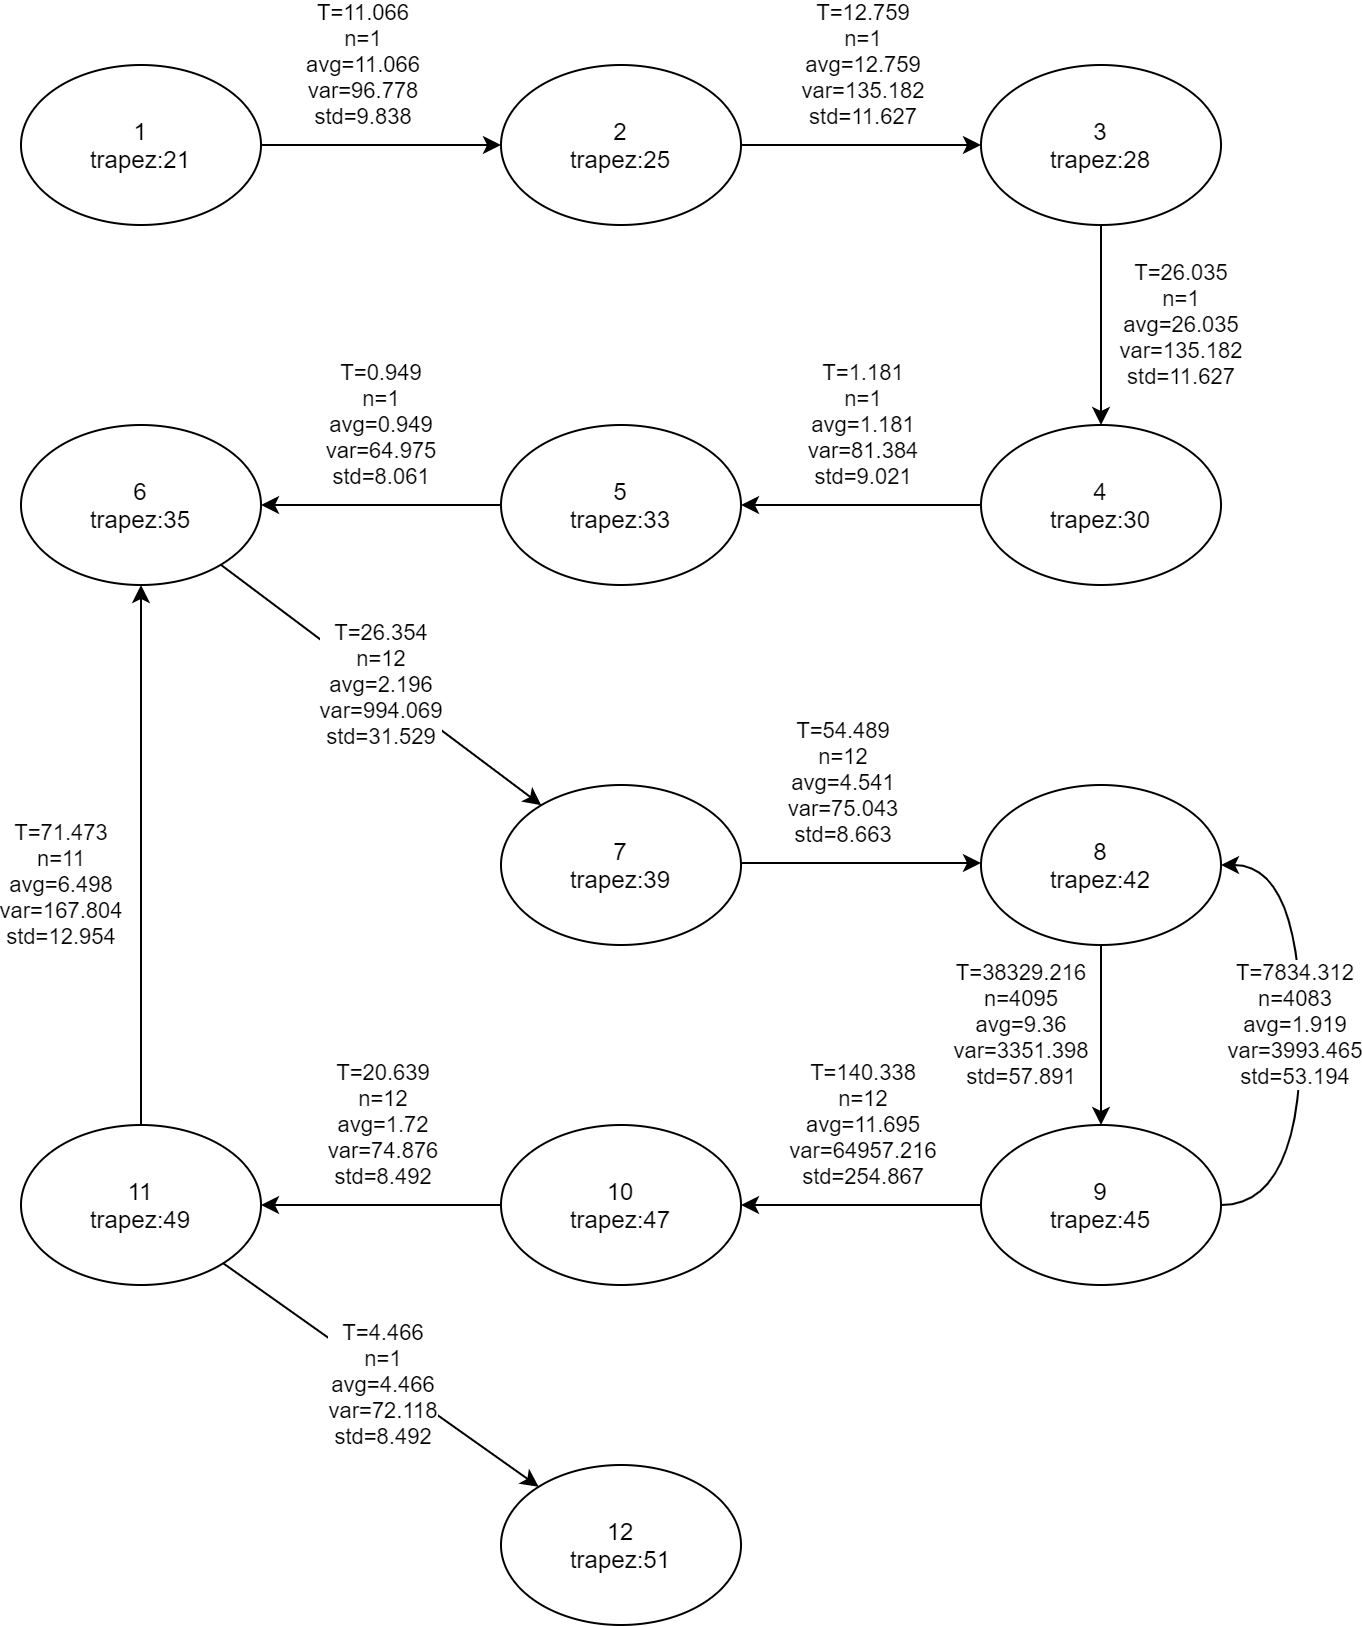 T=11.066
n=1
avg=11.066
var=96.778
std=9.838
T=12.759
n=1
avg=12.759
var=135.182
std=11.627
1
trapez:21
2
trapez:25
3
trapez:28
T=26.035
n=1
avg=26.035
var=135.182
std=11.627
T=0.949
n=1
avg=0.949
var=64.975
std=8.061
T=1.181
n=1
avg=1.181
var=81.384
std=9.021
6
trapez:35
5
trapez:33
4
trapez:30
T=26.354
n=12
avg=2.196
var=994.069
std=31.529
T=54.489
n=12
avg=4.541
var=75.043
std=8.663
T=71.473
n=11
avg=6.498
var=167.804
std=12.954
7
trapez:39
8
trapez:42
T=38329.216
n=4095
avg=9.36
var=3351.398
std=57.891
T=7834.312
n=4083
avg=1.919
var=3993.465
std=53.194
T=20.639
n=12
avg=1.72
var=74.876
std=8.492
T=140.338
n=12
avg=11.695
var=64957.216
std=254.867
11
trapez:49
10
trapez:47
9
trapez:45
T=4.466
n=1
avg=4.466
var=72.118
std=8.492
12
trapez:51